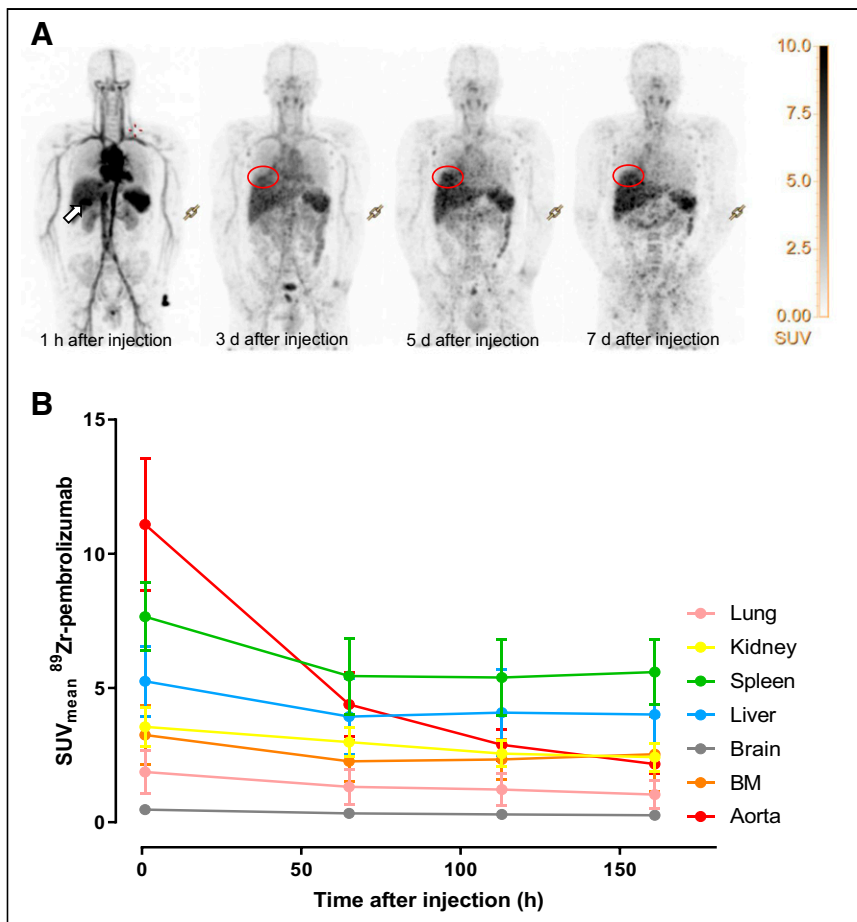 A
10.0
7.5
5.0
2.5
0.00
SUV
1 h after injection
3 d after injection
5 d after injection
7 d after injection
B
SUVmean 89Zr-pembrolizumab
15
10
5
0
0
50
100
150
Time after injection (h)
Lung
Kidney
Spleen
Liver
Brain
BM
Aorta